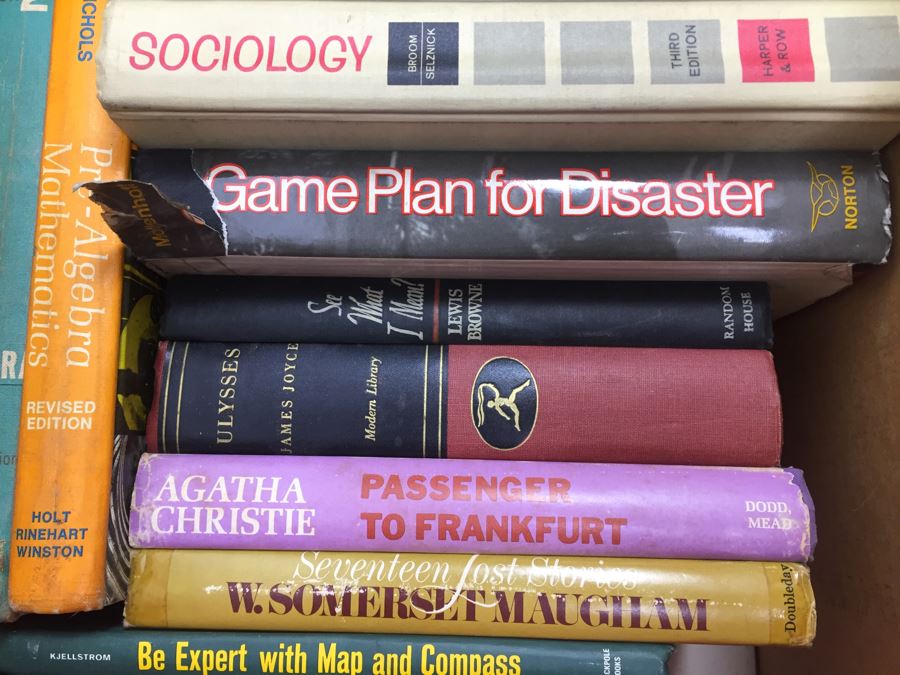 NICHOLS
Pre-Algebra
Mathematics
REVISED
EDITION
HOLT
RINEHART
WINSTON
SOCIOLOGY
BROOM
SELZNICK
THIRD
EDITION
HARPER
& ROW
Game Plan for Disaster
NORTON
See
What
I Mean?
LEWIS
BROWNE
RANDOM
HOUSE
ULYSSES
JAMES JOYCE
Modern Library
AGATHA
CHRISTIE
PASSENGER
TO FRANKFURT
DODD,
MEAD
Seventeen Lost Stories
W. SOMERSET MAUGHAM
Doubleday
KJELLSTROM
Be Expert with Map and Compass